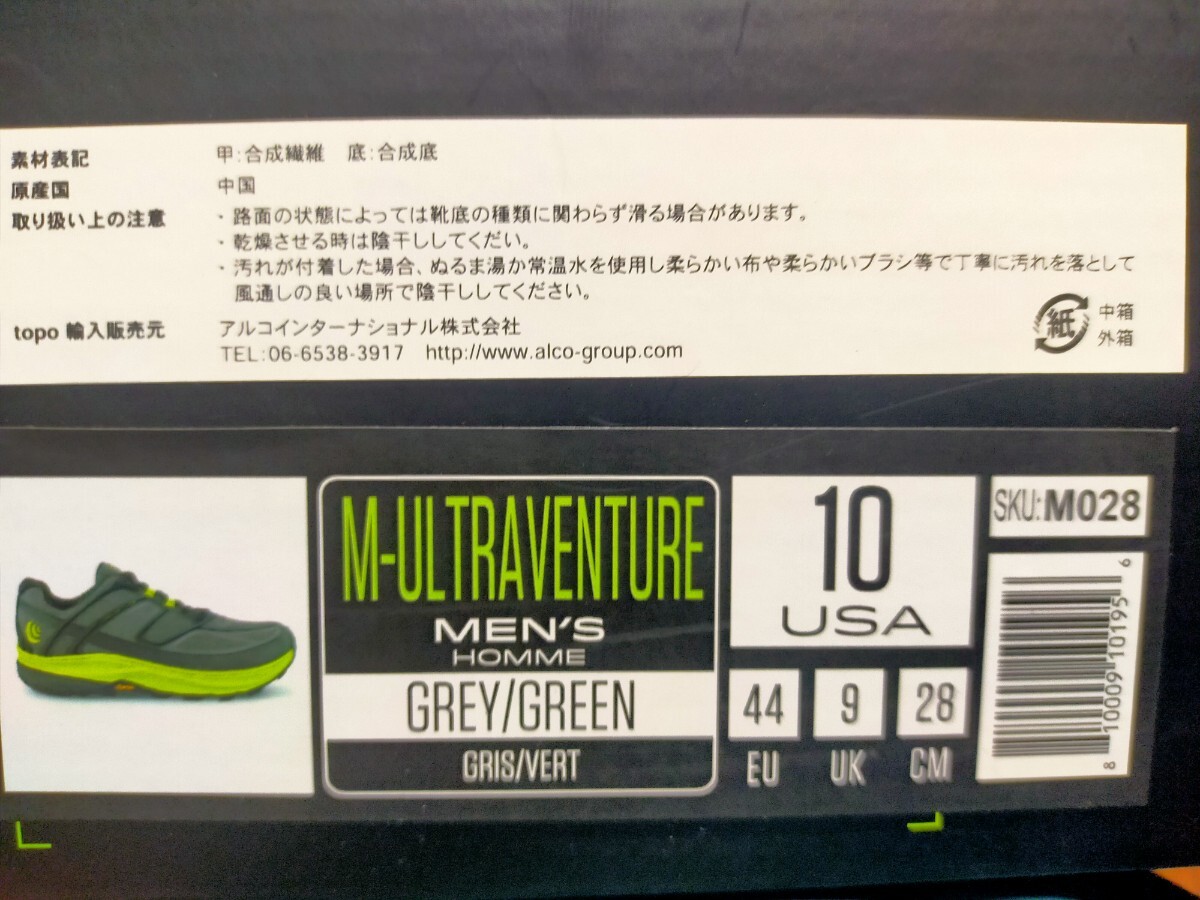 素材表記 甲:合成繊維 底:合成底
原産国 中国
取り扱い上の注意 ・路面の状態によっては靴底の種類に関わらず滑る場合があります。
・乾燥させる時は陰干ししてくだい。
・汚れが付着した場合、ぬるま湯か常温水を使用し柔らかい布や柔らかいブラシ等で丁寧に汚れを落として
風通しの良い場所で陰干ししてください。
topo 輸入販売元 アルコインターナショナル株式会社
TEL:06-6538-3917 http://www.alco-group.com
紙 中箱
外箱
M-ULTRAVENTURE
MEN'S
HOMME
GREY/GREEN
GRIS/VERT
10
USA
44 9 28
EU UK CM
SKU:M028
8 10009 10195 6